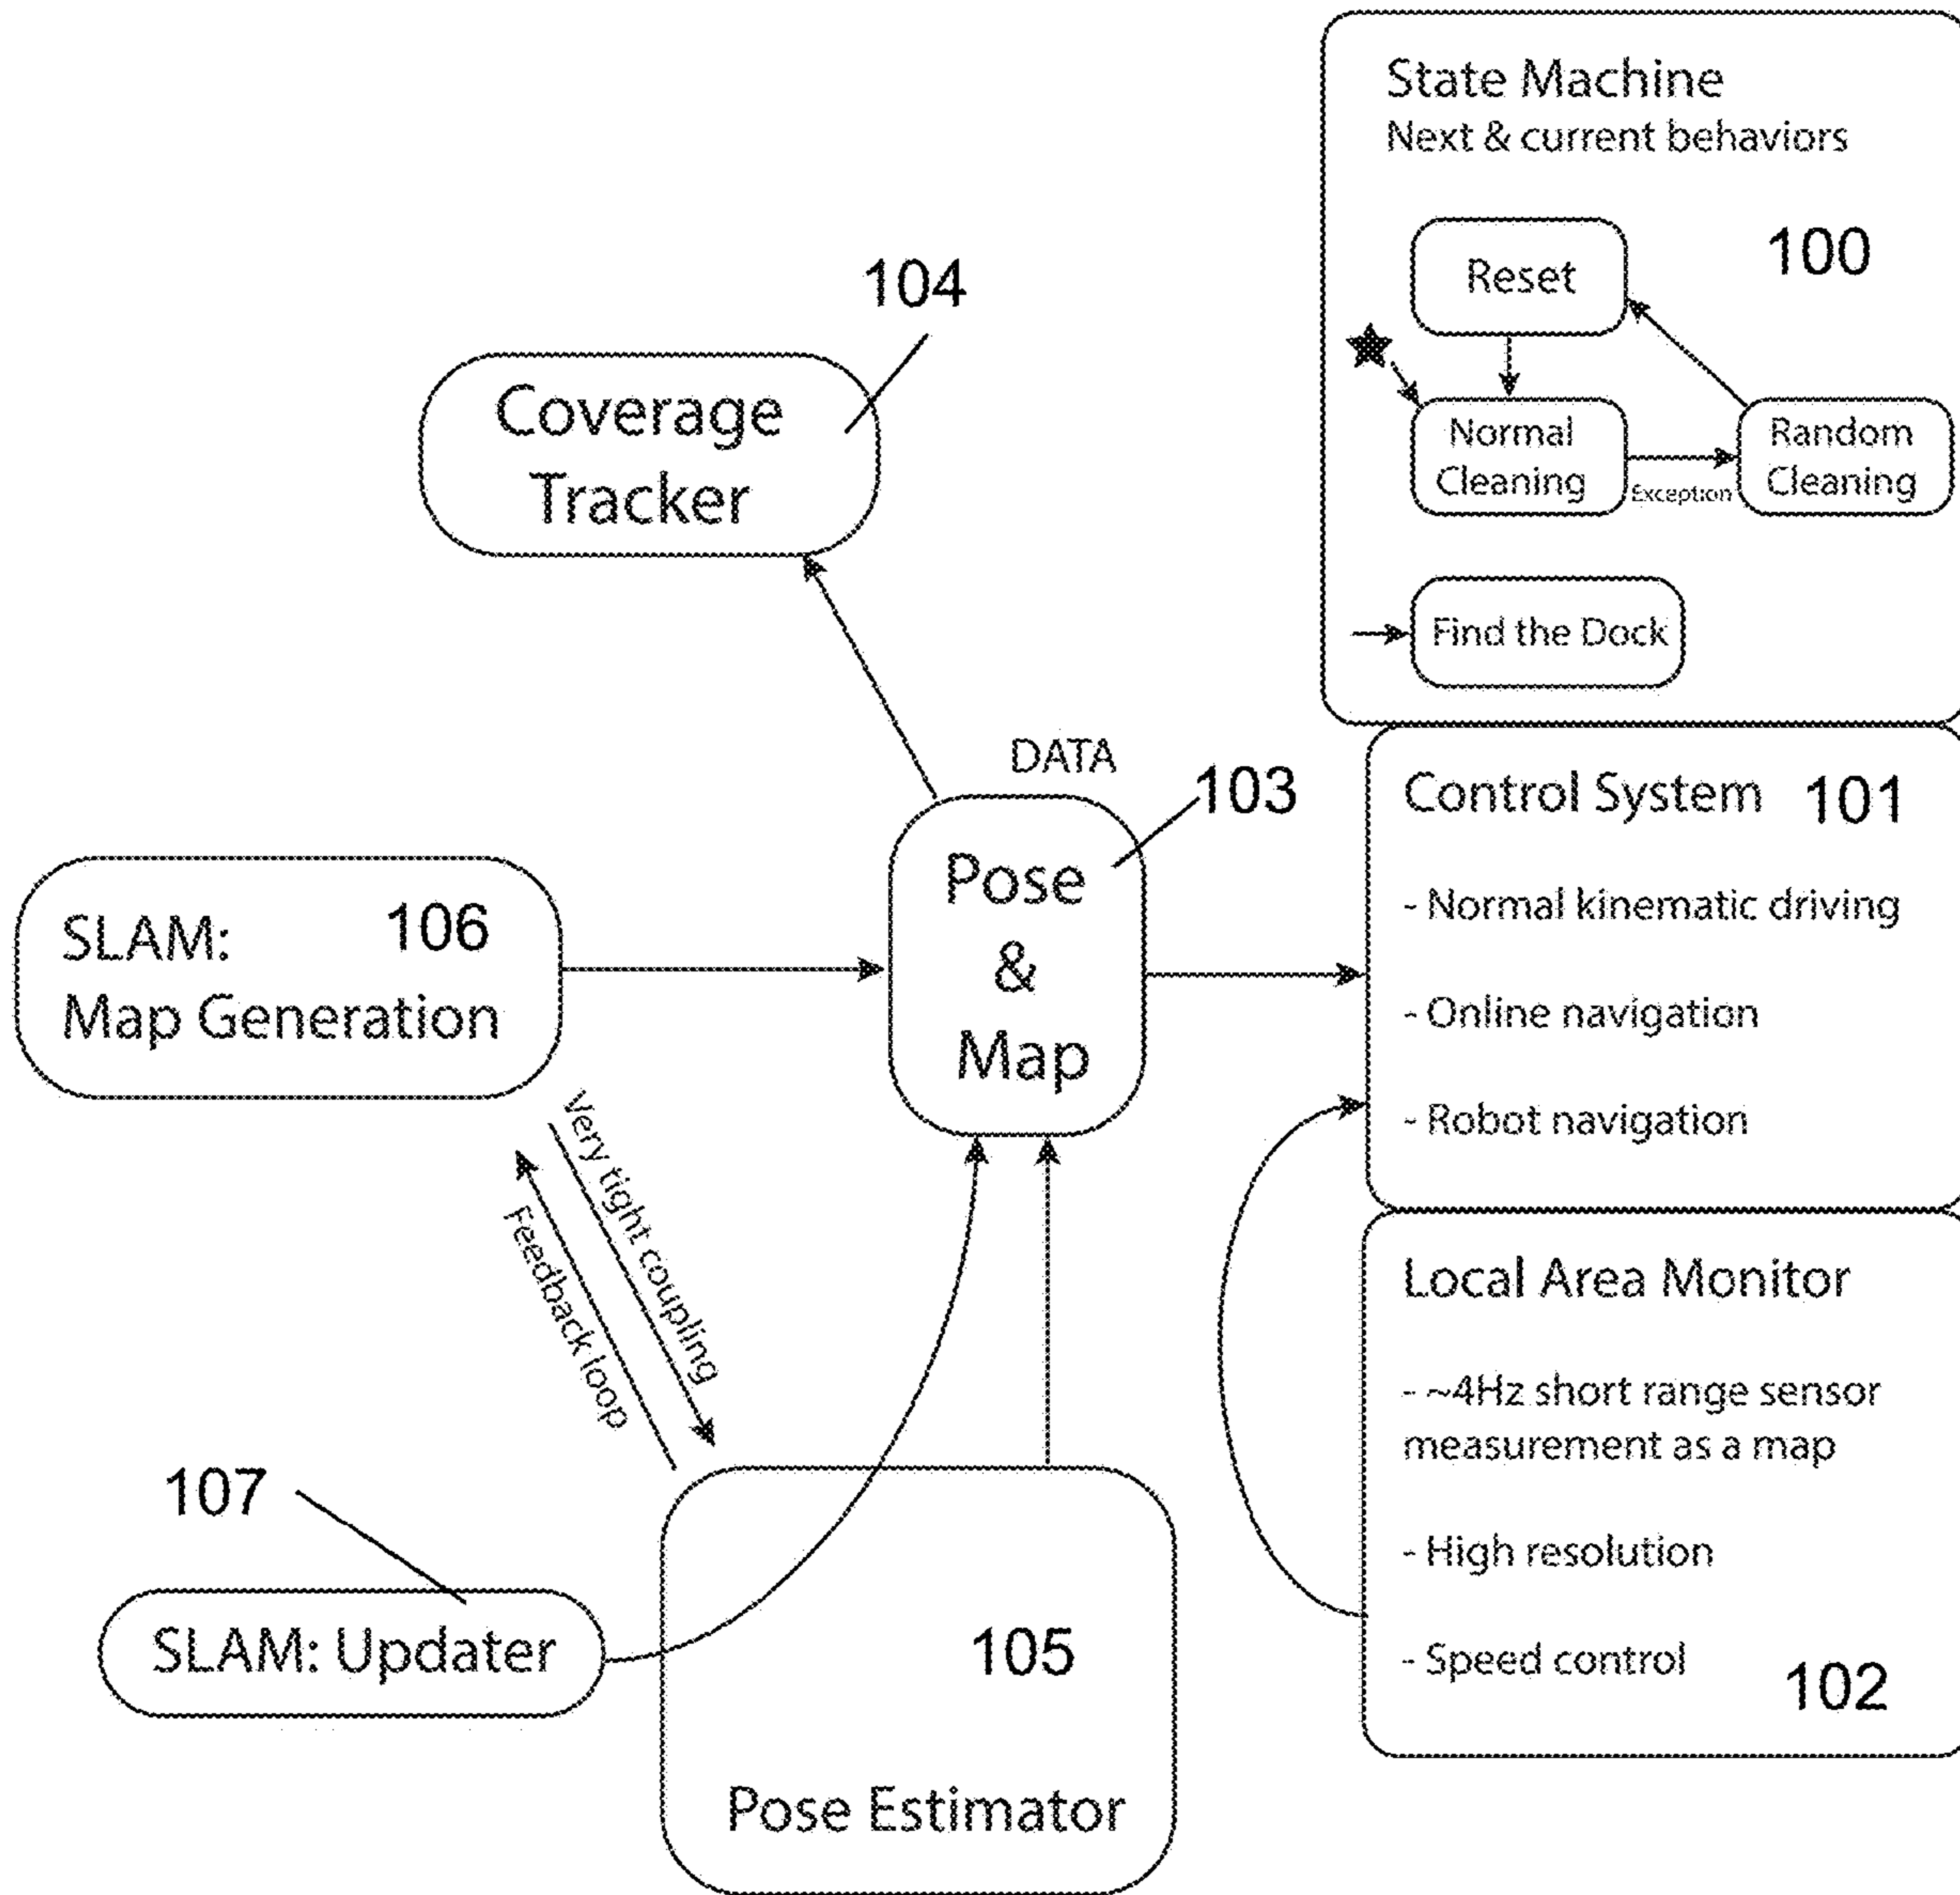 State Machine
Next & current behaviors
100
Reset
Normal
Cleaning
Exception
Random
Cleaning
Find the Dock
104
Coverage
Tracker
DATA
103
Pose
&
Map
Control System 101
- Normal kinematic driving
- Online navigation
- Robot navigation
SLAM: 106
Map Generation
Very tight coupling
Feedback loop
Local Area Monitor
- ~4Hz short range sensor
measurement as a map
- High resolution
- Speed control
102
107
SLAM: Updater
105
Pose Estimator